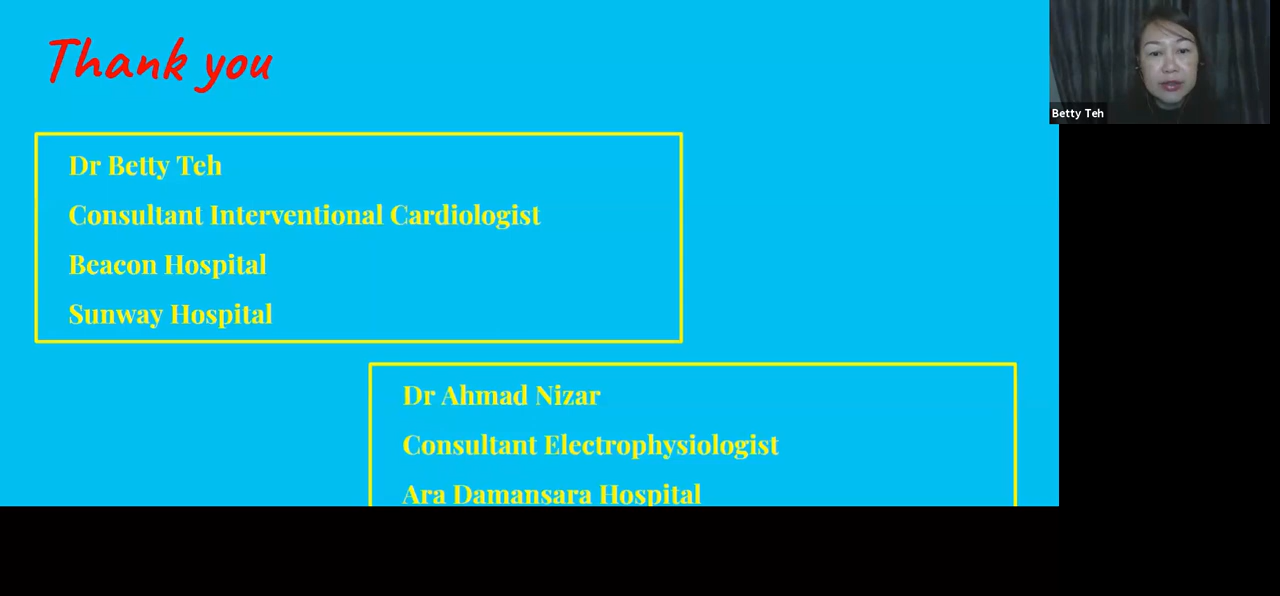 Thank you
Betty Teh
Dr Betty Teh
Consultant Interventional Cardiologist
Beacon Hospital
Sunway Hospital
Dr Ahmad Nizar
Consultant Electrophysiologist
Ara Damansara Hospital